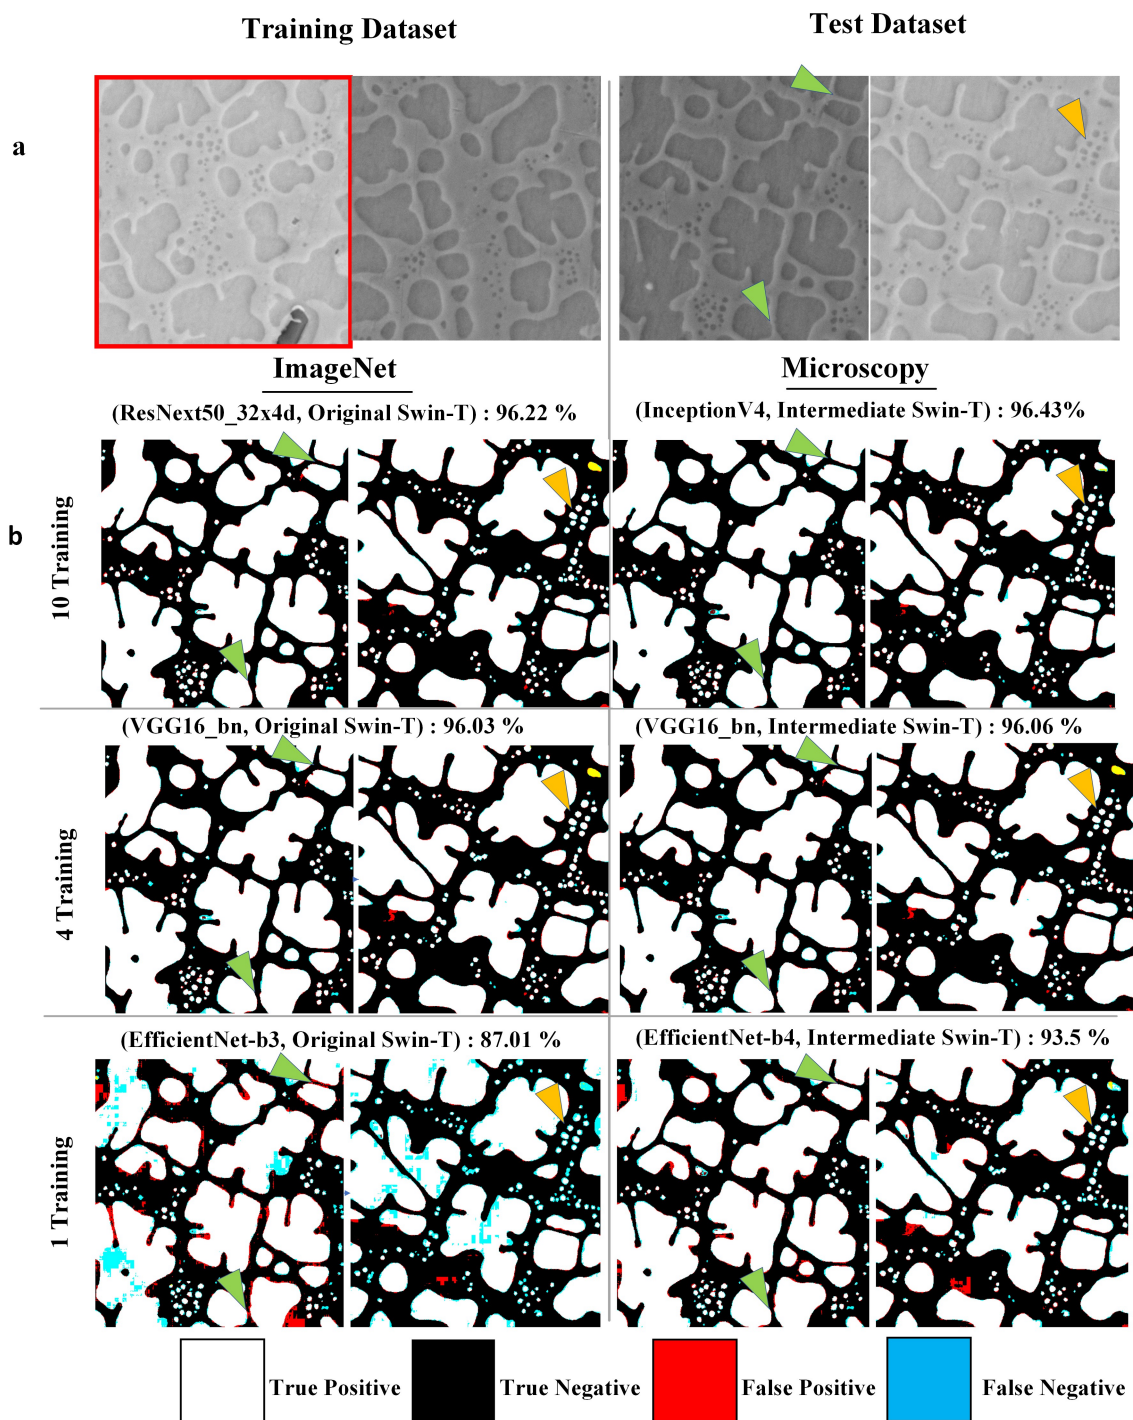 Training Dataset
Test Dataset
a
ImageNet
Microscopy
(ResNext50_32x4d, Original Swin-T) : 96.22 %
(InceptionV4, Intermediate Swin-T) : 96.43%
b
10 Training
(VGG16_bn, Original Swin-T) : 96.03 %
(VGG16_bn, Intermediate Swin-T) : 96.06 %
4 Training
(EfficientNet-b3, Original Swin-T) : 87.01 %
(EfficientNet-b4, Intermediate Swin-T) : 93.5 %
1 Training
True Positive
True Negative
False Positive
False Negative